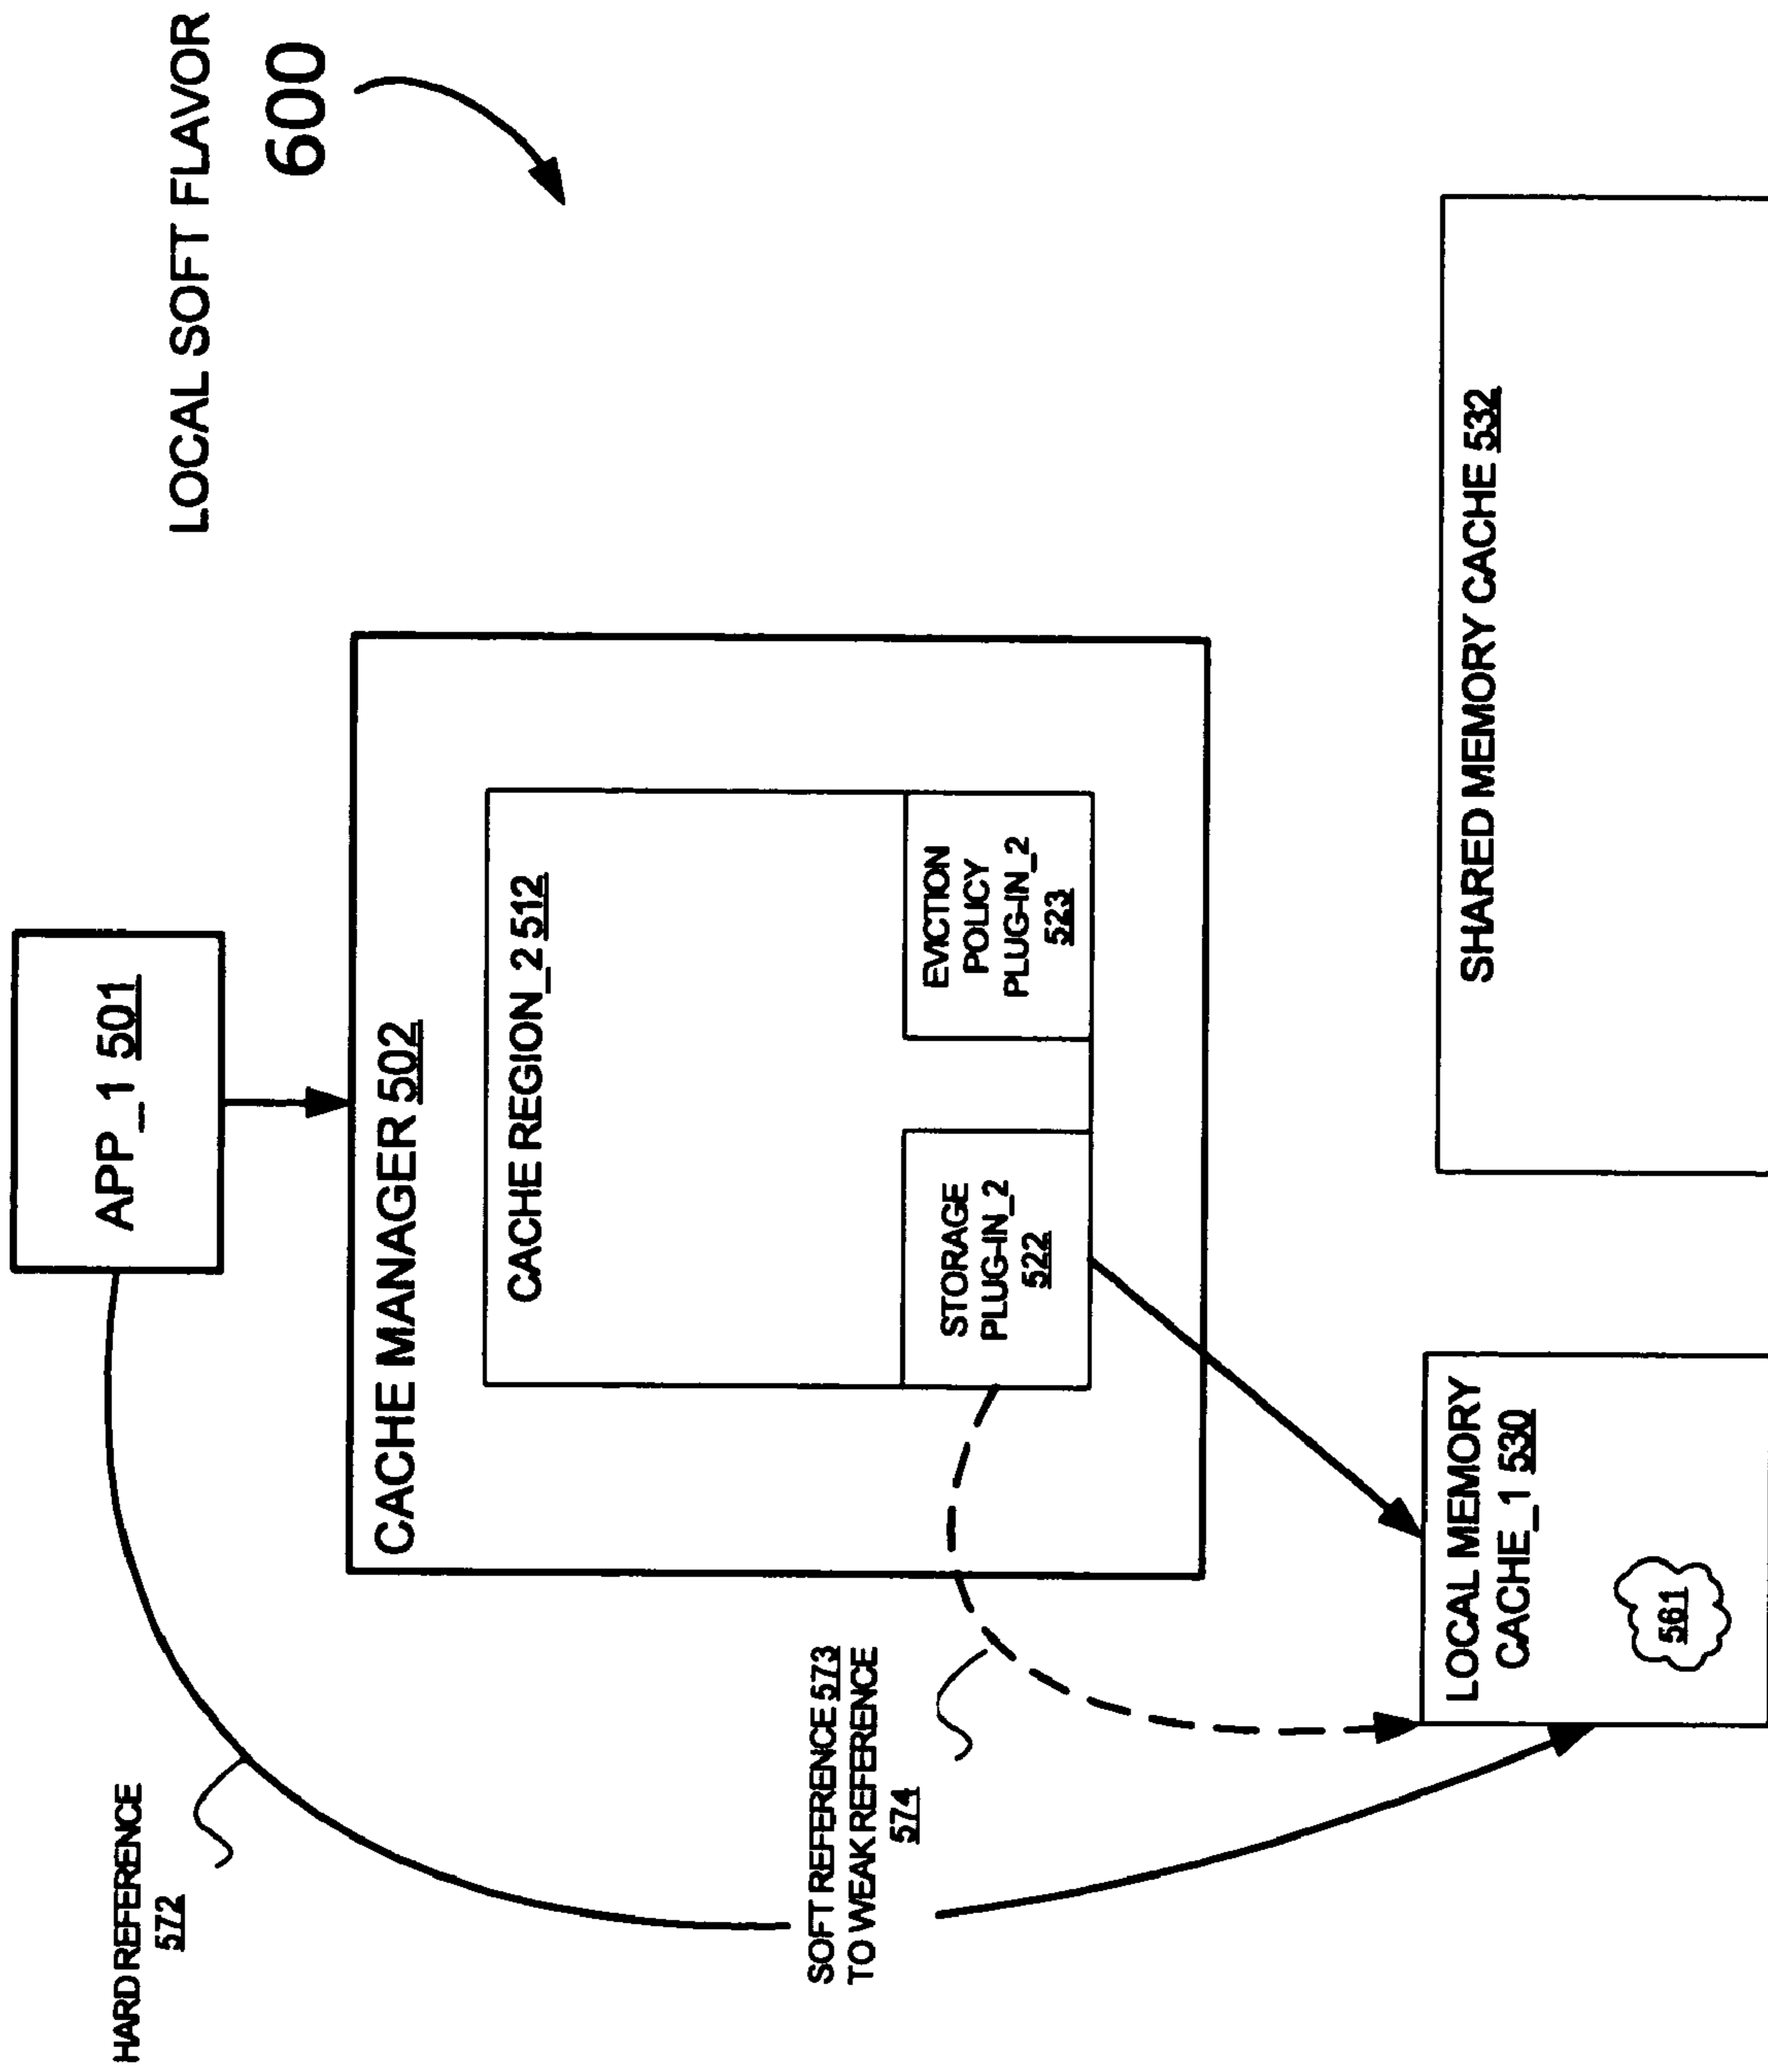 LOCAL SOFT FLAVOR
600
APP_1 501
HARD REFERENCE
572
CACHE MANAGER 502
CACHE REGION_2 512
STORAGE
PLUG-IN_2
522
EVICTION
POLICY
PLUG-IN_2
523
SOFT REFERENCE 573
TO WEAK REFERENCE
574
LOCAL MEMORY
CACHE_1 530
561
SHARED MEMORY CACHE 532